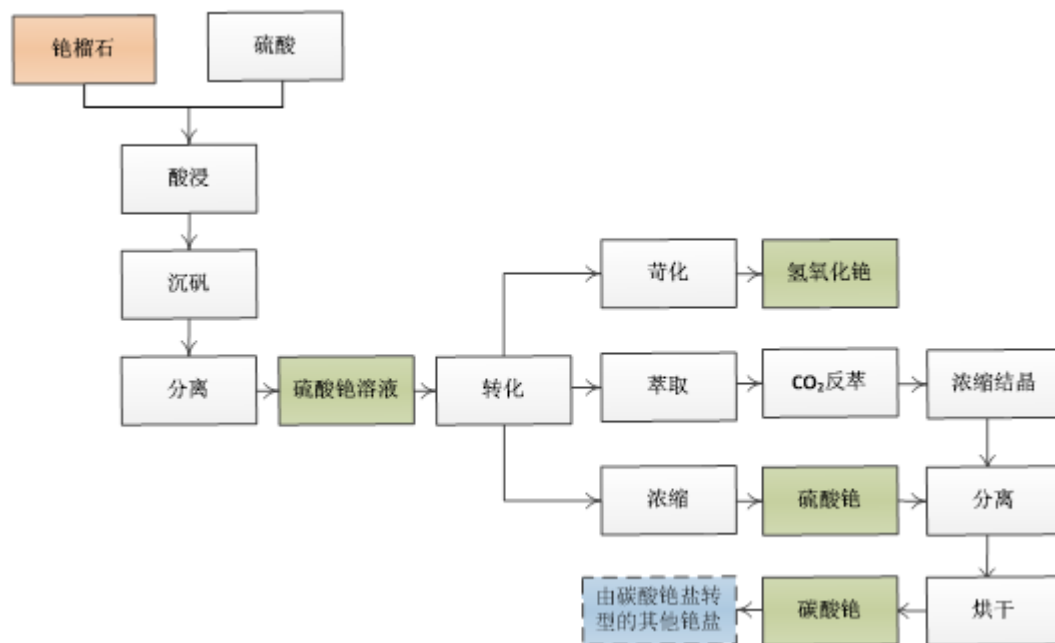 铯榴石
硫酸
酸浸
沉矾
分离
硫酸铯溶液
转化
苛化
氢氧化铯
萃取
CO₂反萃
浓缩结晶
浓缩
硫酸铯
分离
由碳酸铯盐转
型的其他铯盐
碳酸铯
烘干